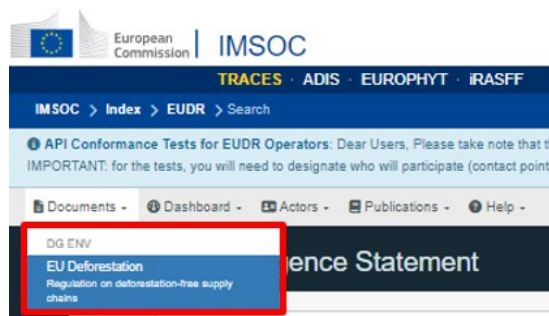 European
Commission
IMSOC
TRACES · ADIS · EUROPHYT · iRASFF
IMSOC > Index > EUDR > Search
API Conformance Tests for EUDR Operators: Dear Users, Please take note that
IMPORTANT: for the tests, you will need to designate who will participate (contact point
Documents Dashboard Actors Publications Help
DG ENV
EU Deforestation
Regulation on deforestation-free supply
chains
gence Statement